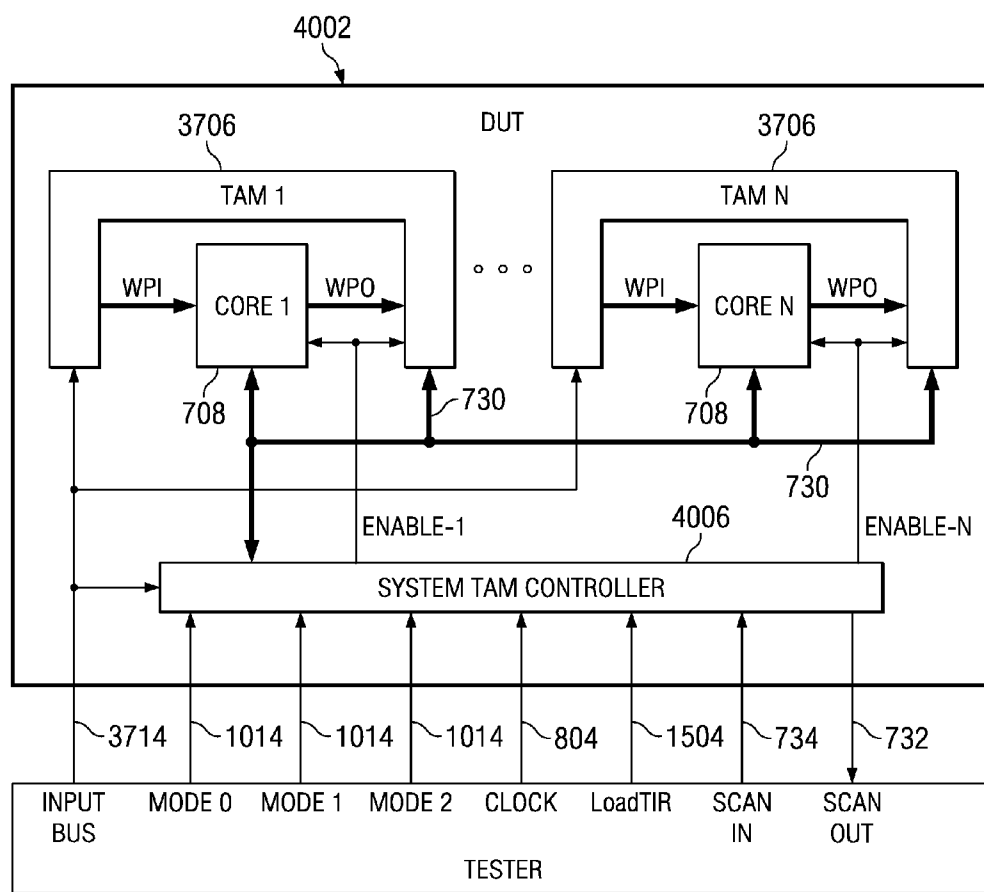 4002
DUT
3706
3706
TAM 1
TAM N
WPI
CORE 1
WPO
WPI
CORE N
WPO
708
730
708
730
ENABLE-1
4006
ENABLE-N
SYSTEM TAM CONTROLLER
3714
1014
1014
1014
804
1504
734
732
INPUT BUS
MODE 0
MODE 1
MODE 2
CLOCK
LoadTIR
SCAN IN
SCAN OUT
TESTER